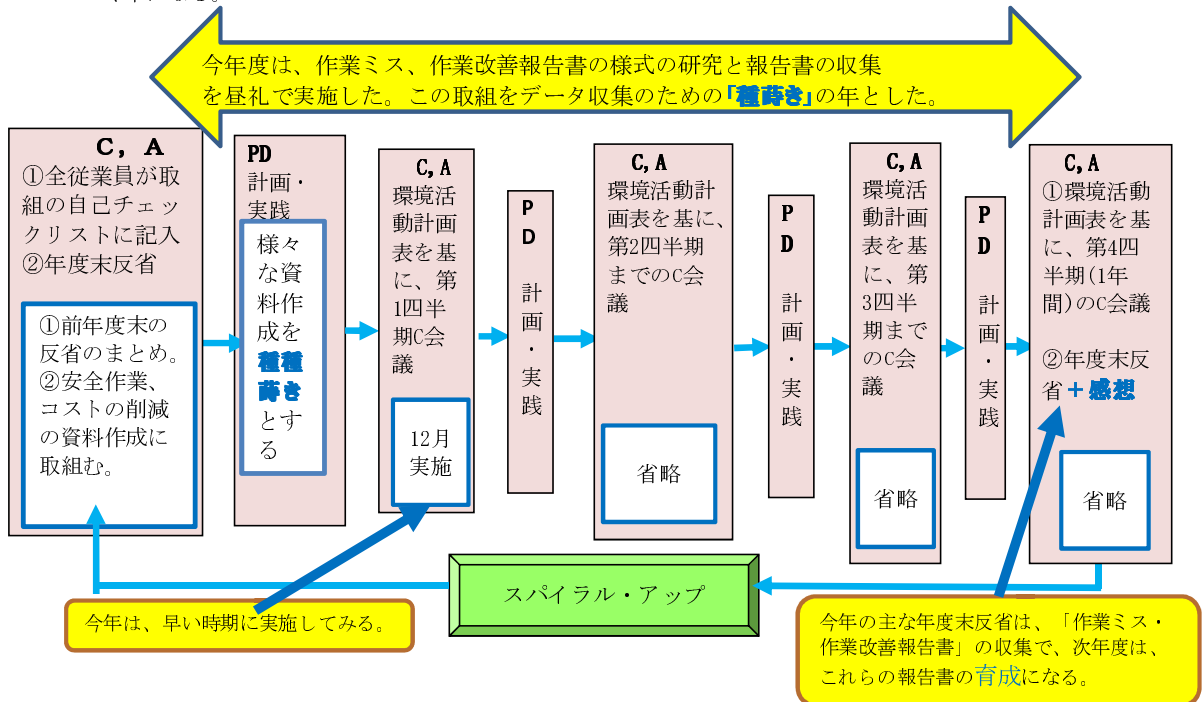 今年度は、作業ミス、作業改善報告書の様式の研究と報告書の収集
を昼礼で実施した。この取組をデータ収集のための「種蒔き」の年とした。
C, A
①全従業員が取
組の自己チェッ
クリストに記入
②年度末反省
①前年度末の
反省のまとめ。
②安全作業、
コストの削減
の資料作成に
取組む。
PD
計画・
実践
様々
な資
料作
成を
種種
蒔き
とす
る
C, A
環境活
動計画
表を基
に、第
1四半
期C会
議
12月
実施
P
D
計
画
・
実
践
C, A
環境活動計
画表を基に、
第2四半期
までのC会
議
省略
P
D
計
画
・
実
践
C, A
環境活
動計画
表を基
に、第
3四半
期まで
のC会
議
省略
P
D
計
画
・
実
践
C, A
①環境活動
計画表を基
に、第4四
半期(1年
間)のC会議
②年度末反
省＋感想
省略
スパイラル・アップ
今年は、早い時期に実施してみる。
今年の主な年度末反省は、「作業ミス・
作業改善報告書」の収集で、次年度は、
これらの報告書の育成になる。